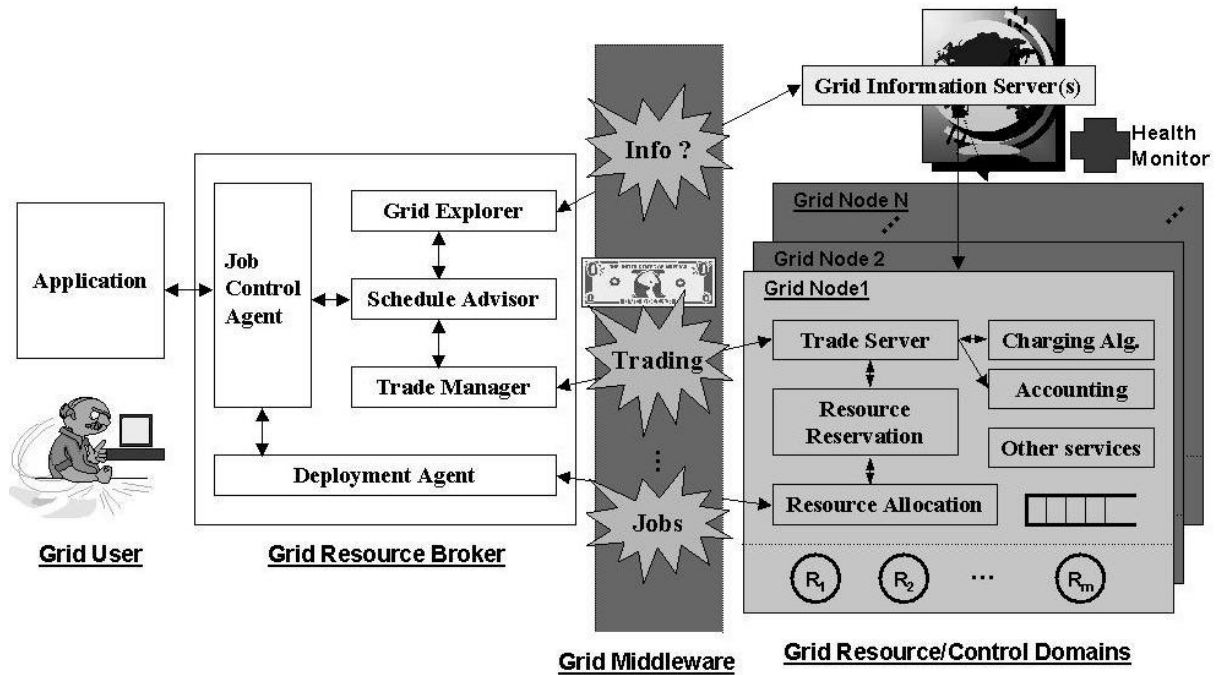 Grid Information Server(s)
Health
Monitor
Info ?
Grid Explorer
Grid Node N
Application
Job
Control
Agent
Schedule Advisor
Grid Node 2
Grid Node1
Trading
Trade Server
Charging Alg.
Trade Manager
Accounting
Resource
Reservation
Other services
Deployment Agent
Jobs
Resource Allocation
Grid User
Grid Resource Broker
R1
R2
...
Rm
Grid Middleware
Grid Resource/Control Domains